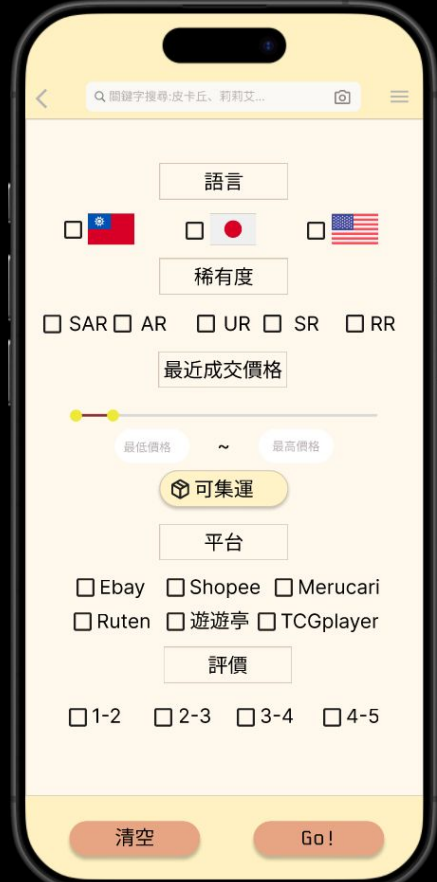 關鍵字搜尋:皮卡丘、莉莉艾...
語言
稀有度
SAR AR UR SR RR
最近成交價格
最低價格 ~ 最高價格
可集運
平台
Ebay Shopee Merucari
Ruten 遊遊亭 TCGplayer
評價
1-2 2-3 3-4 4-5
清空 Go!